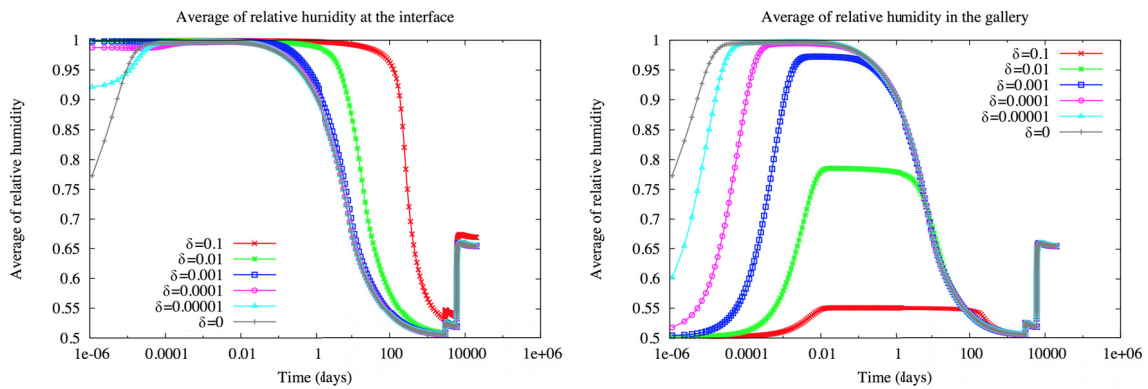 Average of relative hunidity at the interface
Average of relative humidity
1
0.95
0.9
0.85
0.8
0.75
0.7
0.65
0.6
0.55
0.5
δ=0.1
δ=0.01
δ=0.001
δ=0.0001
δ=0.00001
δ=0
1e-06 0.0001 0.01 1 100 10000 1e+06
Time (days)
Average of relative humidity in the gallery
Average of relative humidity
1
0.95
0.9
0.85
0.8
0.75
0.7
0.65
0.6
0.55
0.5
δ=0.1
δ=0.01
δ=0.001
δ=0.0001
δ=0.00001
δ=0
1e-06 0.0001 0.01 1 100 10000 1e+06
Time (days)